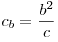 c_b = \frac{b^2}{c}